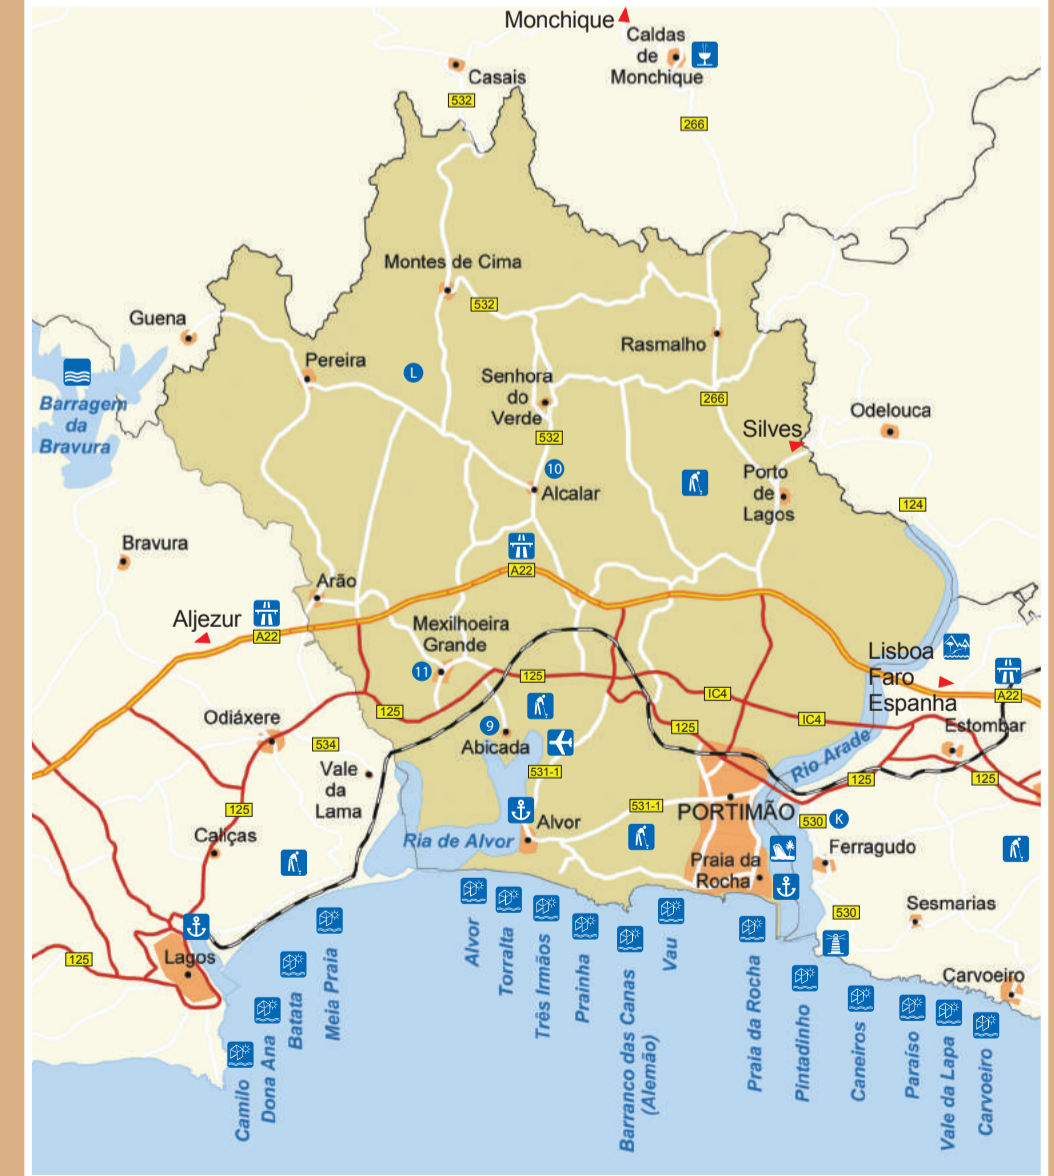 Monchique
Caldas
de
Monchique
Casais
532
266
Montes de Cima
532
Guena
Rasmalho
Pereira
L
Senhora
do
Verde
266
Barragem
da
Bravura
Odelouca
Silves
532
10
Alcalar
Porto
de
Lagos
124
Bravura
A22
Arão
Aljezur
A22
Mexilhoeira
Grande
11
Lisboa
Faro
Espanha
A22
125
IC4
125
IC4
Odiáxere
534
9
Abicada
125
Estombar
Rio Arade
Vale
da
Lama
531-1
125
125
125
531-1
PORTIMÃO
530
K
Caliças
Ria de Alvor
Alvor
Praia da
Rocha
Ferragudo
530
Sesmarias
125
Lagos
Carvoeiro
Camilo
Dona Ana
Batata
Meia Praia
Alvor
Torralta
Três Irmãos
Prainha
Barranco das Canas
(Alemão)
Vau
Praia da Rocha
Pintadinho
Caneiros
Paraíso
Vale da Lapa
Carvoeiro